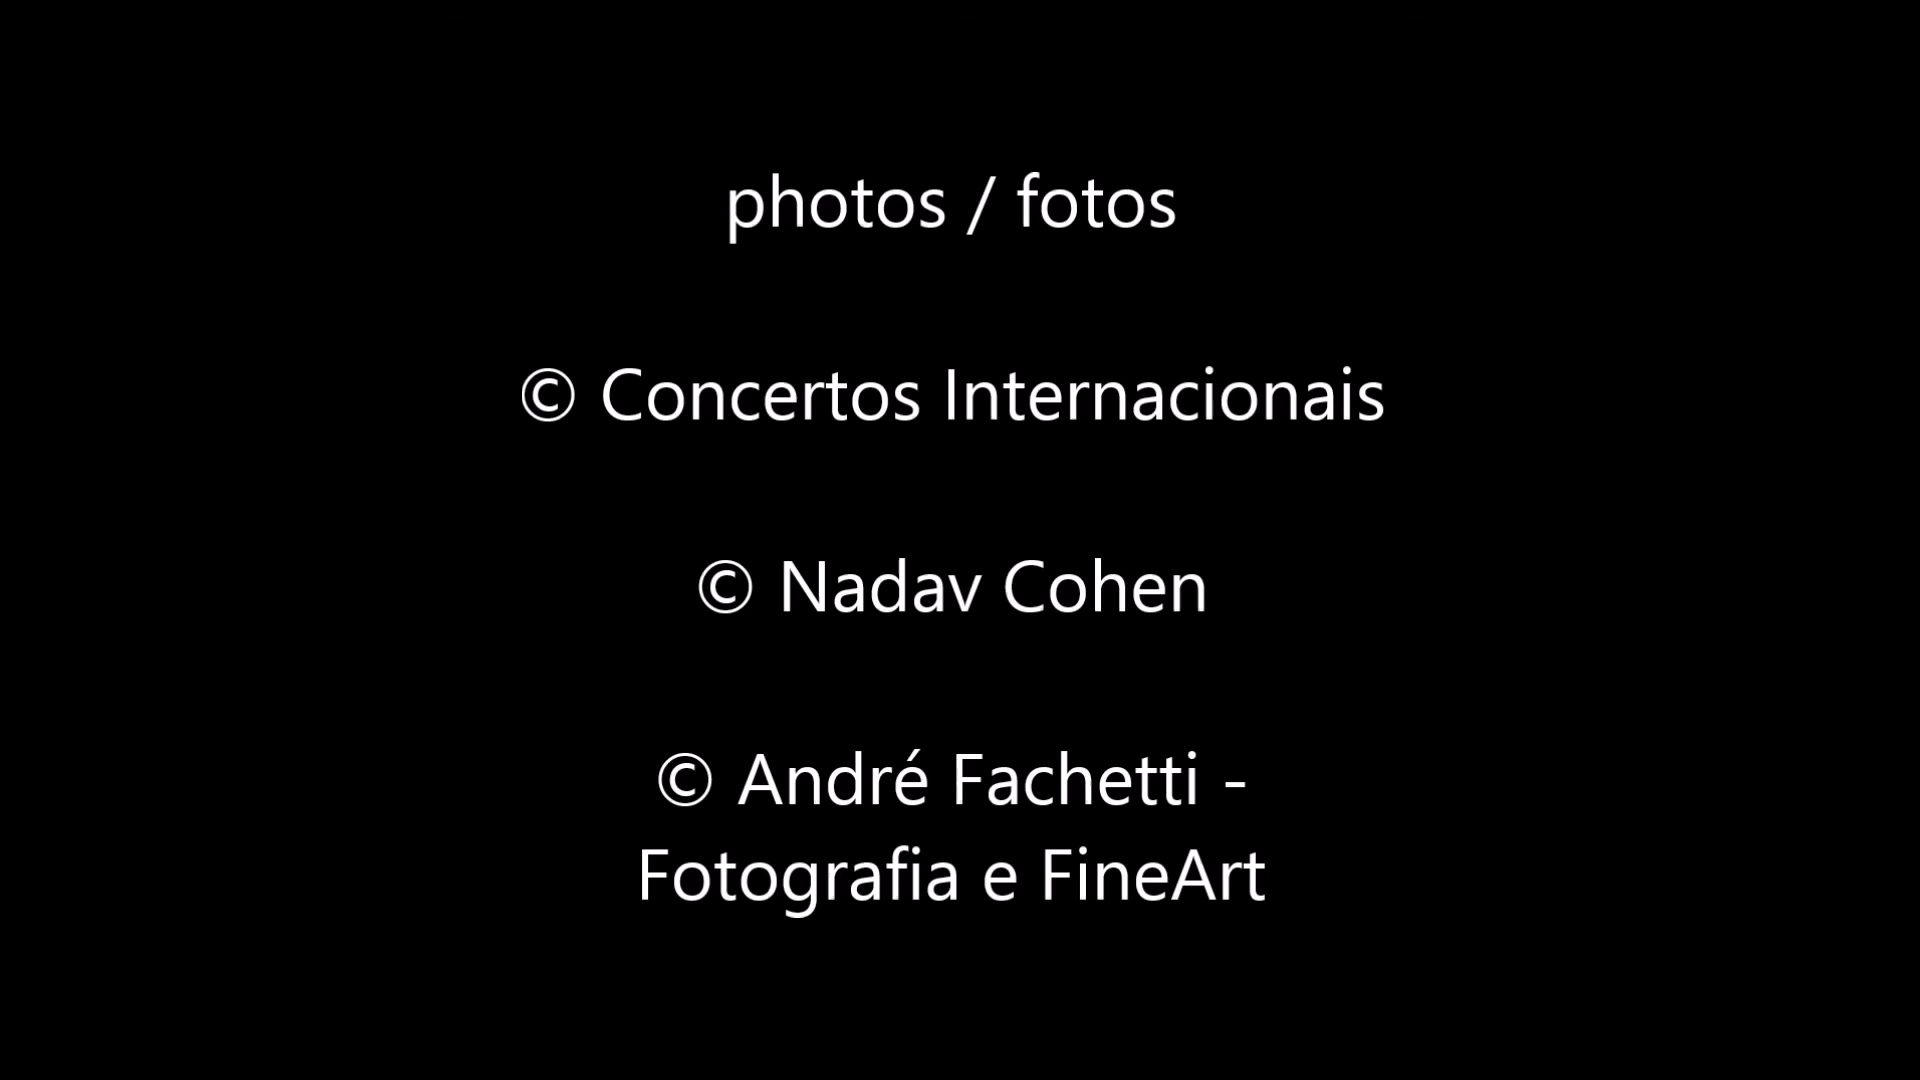 photos / fotos
© Concertos Internacionais
© Nadav Cohen
© André Fachetti -
Fotografia e FineArt